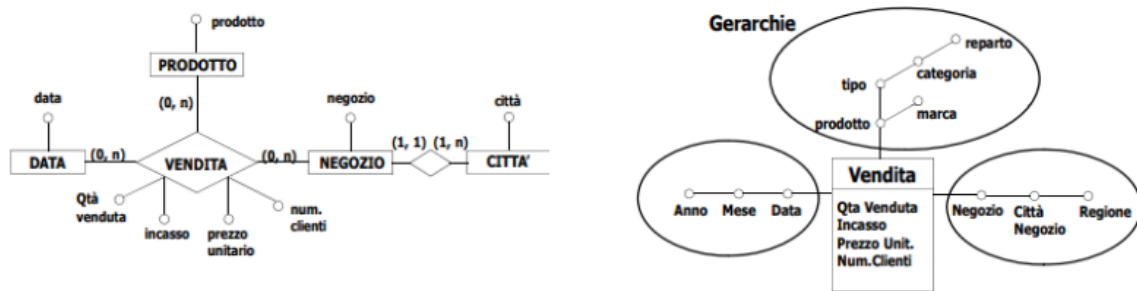 prodotto
PRODOTTO
data
(0, n)
negozio
città
DATA
(0, n)
VENDITA
(0, n)
NEGOZIO
(1, 1)
(1, n)
CITTA'
Qtà
venduta
incasso
prezzo
unitario
num.
clienti
Gerarchie
reparto
categoria
tipo
marca
prodotto
Vendita
Anno
Mese
Data
Qta Venduta
Incasso
Prezzo Unit.
Num.Clienti
Negozio
Città
Negozio
Regione